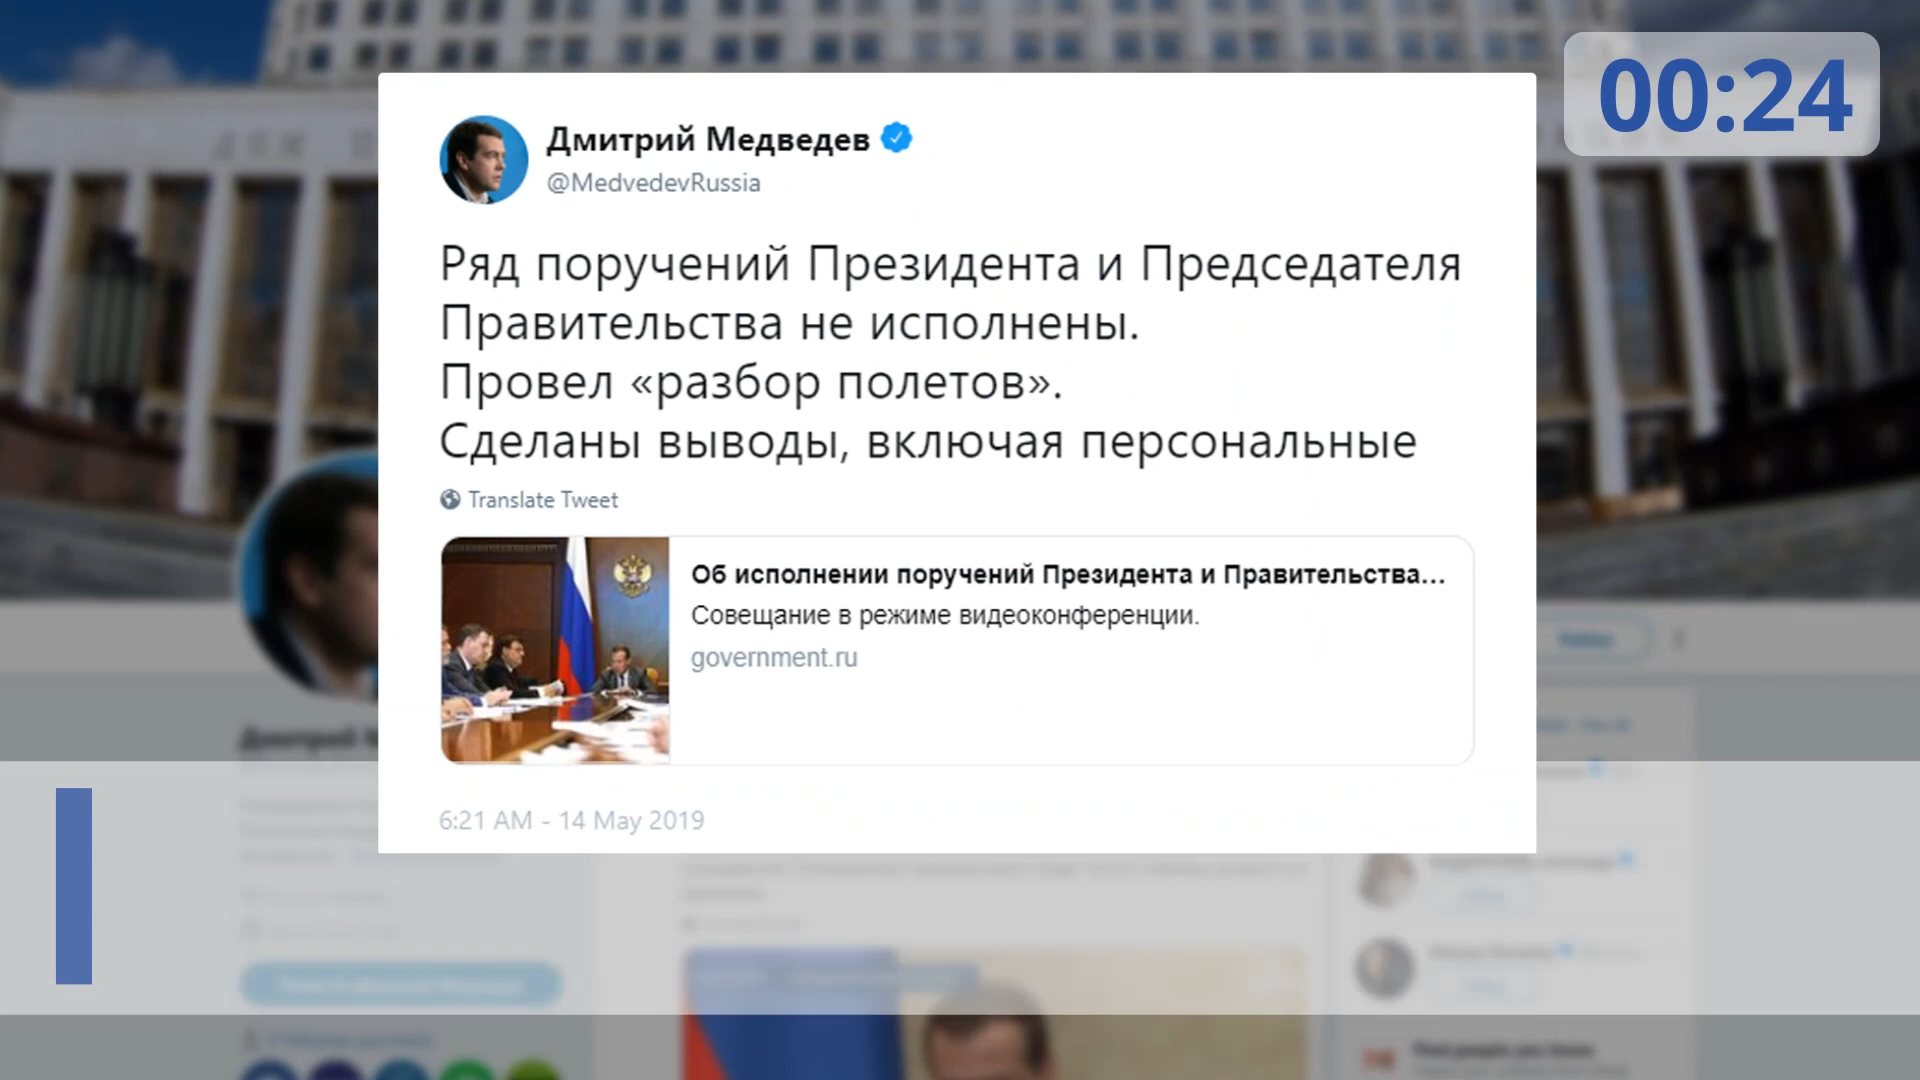 00:24
Дмитрий Медведев
@MedvedevRussia
Ряд поручений Президента и Председателя
Правительства не исполнены.
Провел «разбор полетов».
Сделаны выводы, включая персональные
Translate Tweet
Об исполнении поручений Президента и Правительства...
Совещание в режиме видеоконференции.
government.ru
6:21 AM - 14 May 2019
Дмитрий